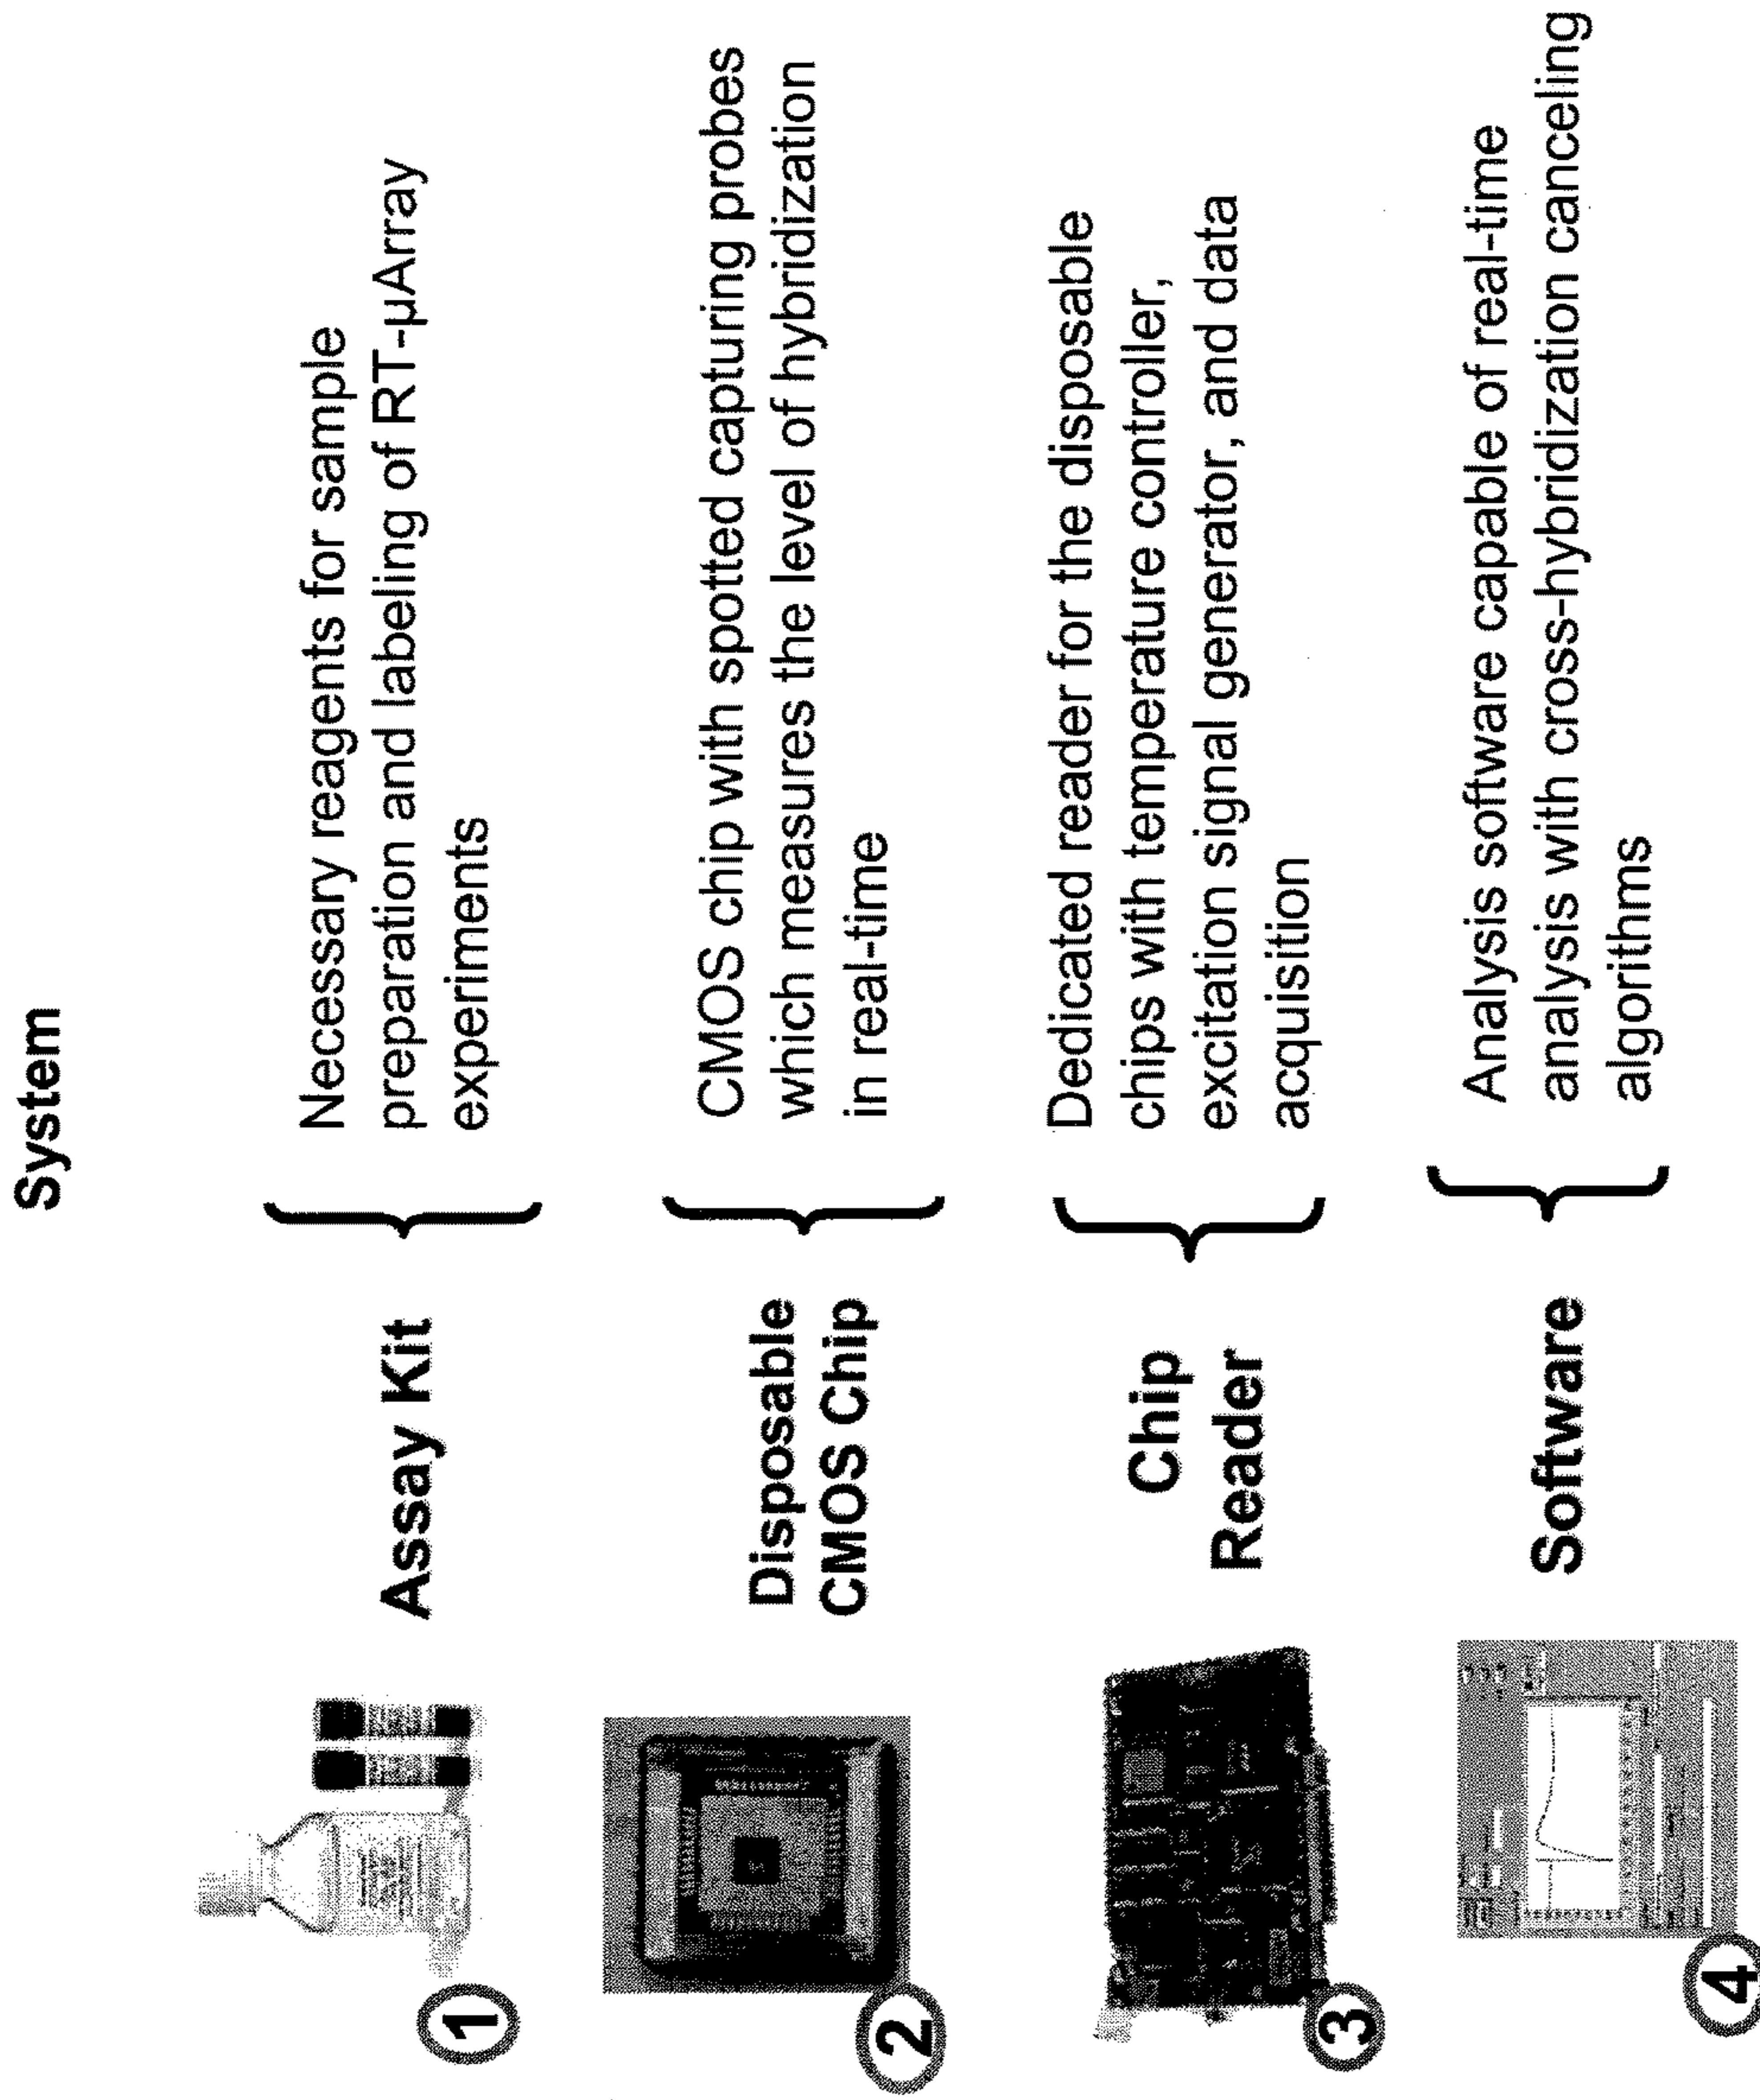 System
1
Assay Kit
Necessary reagents for sample
preparation and labeling of RT-µArray
experiments
2
Disposable
CMOS Chip
CMOS chip with spotted capturing probes
which measures the level of hybridization
in real-time
3
Chip
Reader
Dedicated reader for the disposable
chips with temperature controller,
excitation signal generator, and data
acquisition
4
Software
Analysis software capable of real-time
analysis with cross-hybridization canceling
algorithms